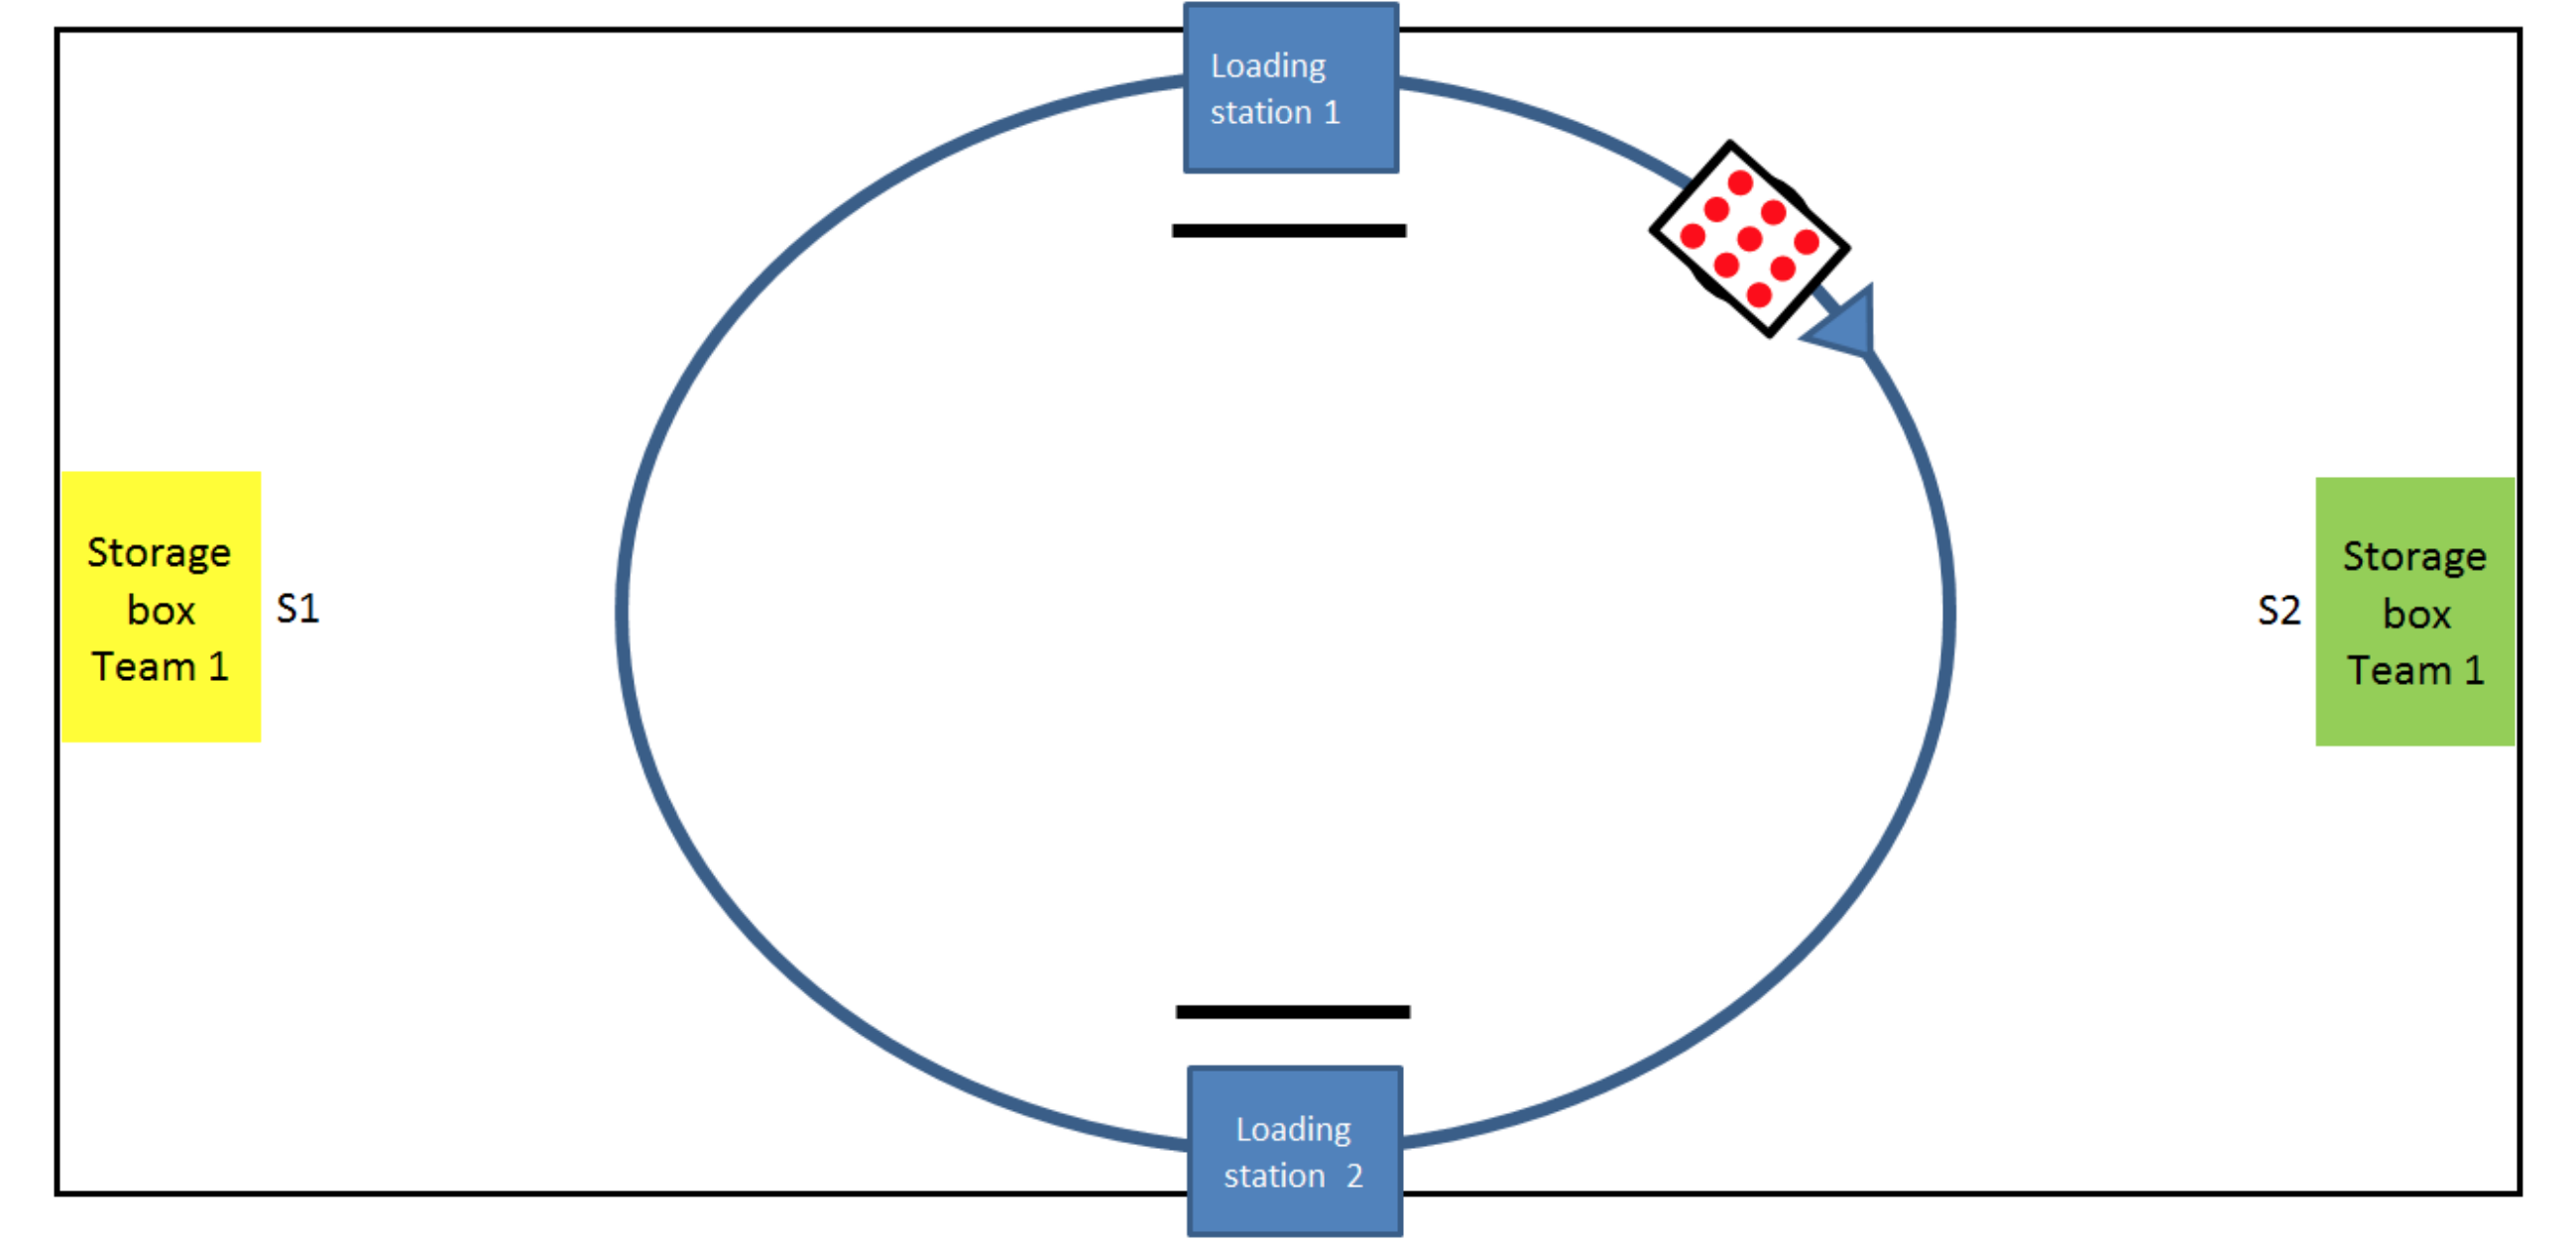 Loading
station 1
Storage
box
Team 1
S1
S2
Storage
box
Team 1
Loading
station 2